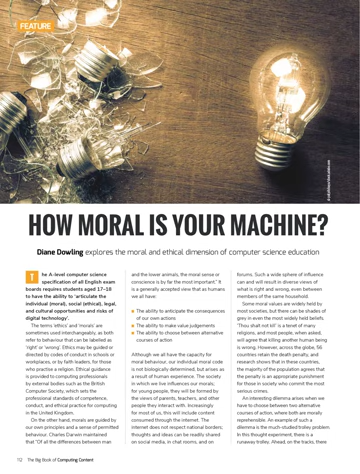 FEATURE
HOW MORAL IS YOUR MACHINE?
Diane Dowling explores the moral and ethical dimension of computer science education
The A-level computer science
specification of all English exam
boards requires students aged 17–18
to have the ability to 'articulate the
individual (moral), social (ethical), legal,
and cultural opportunities and risks of
digital technology'.
The terms 'ethics' and 'morals' are
sometimes used interchangeably, as both
refer to behaviour that can be labelled as
'right' or 'wrong'. Ethics may be guided or
directed by codes of conduct in schools or
workplaces, or by faith leaders, for those
who practise a religion. Ethical guidance
is provided to computing professionals
by external bodies such as the British
Computer Society, which sets the
professional standards of competence,
conduct, and ethical practice for computing
in the United Kingdom.
On the other hand, morals are guided by
our own principles and a sense of permitted
behaviour. Charles Darwin maintained
that "Of all the differences between man
and the lower animals, the moral sense or
conscience is by far the most important." It
is a generally accepted view that as humans
we all have:
The ability to anticipate the consequences
of our own actions
The ability to make value judgements
The ability to choose between alternative
courses of action
Although we all have the capacity for
moral behaviour, our individual moral code
is not biologically determined, but arises as
a result of human experience. The society
in which we live influences our morals;
for young people, they will be formed by
the views of parents, teachers, and other
people they interact with. Increasingly
for most of us, this will include content
consumed through the internet. The
internet does not respect national borders;
thoughts and ideas can be readily shared
on social media, in chat rooms, and on
forums. Such a wide sphere of influence
can and will result in diverse views of
what is right and wrong, even between
members of the same household.
Some moral values are widely held by
most societies, but there can be shades of
grey in even the most widely held beliefs.
'Thou shalt not kill' is a tenet of many
religions, and most people, when asked,
will agree that killing another human being
is wrong. However, across the globe, 56
countries retain the death penalty, and
research shows that in these countries,
the majority of the population agrees that
the penalty is an appropriate punishment
for those in society who commit the most
serious crimes.
An interesting dilemma arises when we
have to choose between two alternative
courses of action, where both are morally
reprehensible. An example of such a
dilemma is the much-studied trolley problem.
In this thought experiment, there is a
runaway trolley. Ahead, on the tracks, there
112 The Big Book of Computing Content